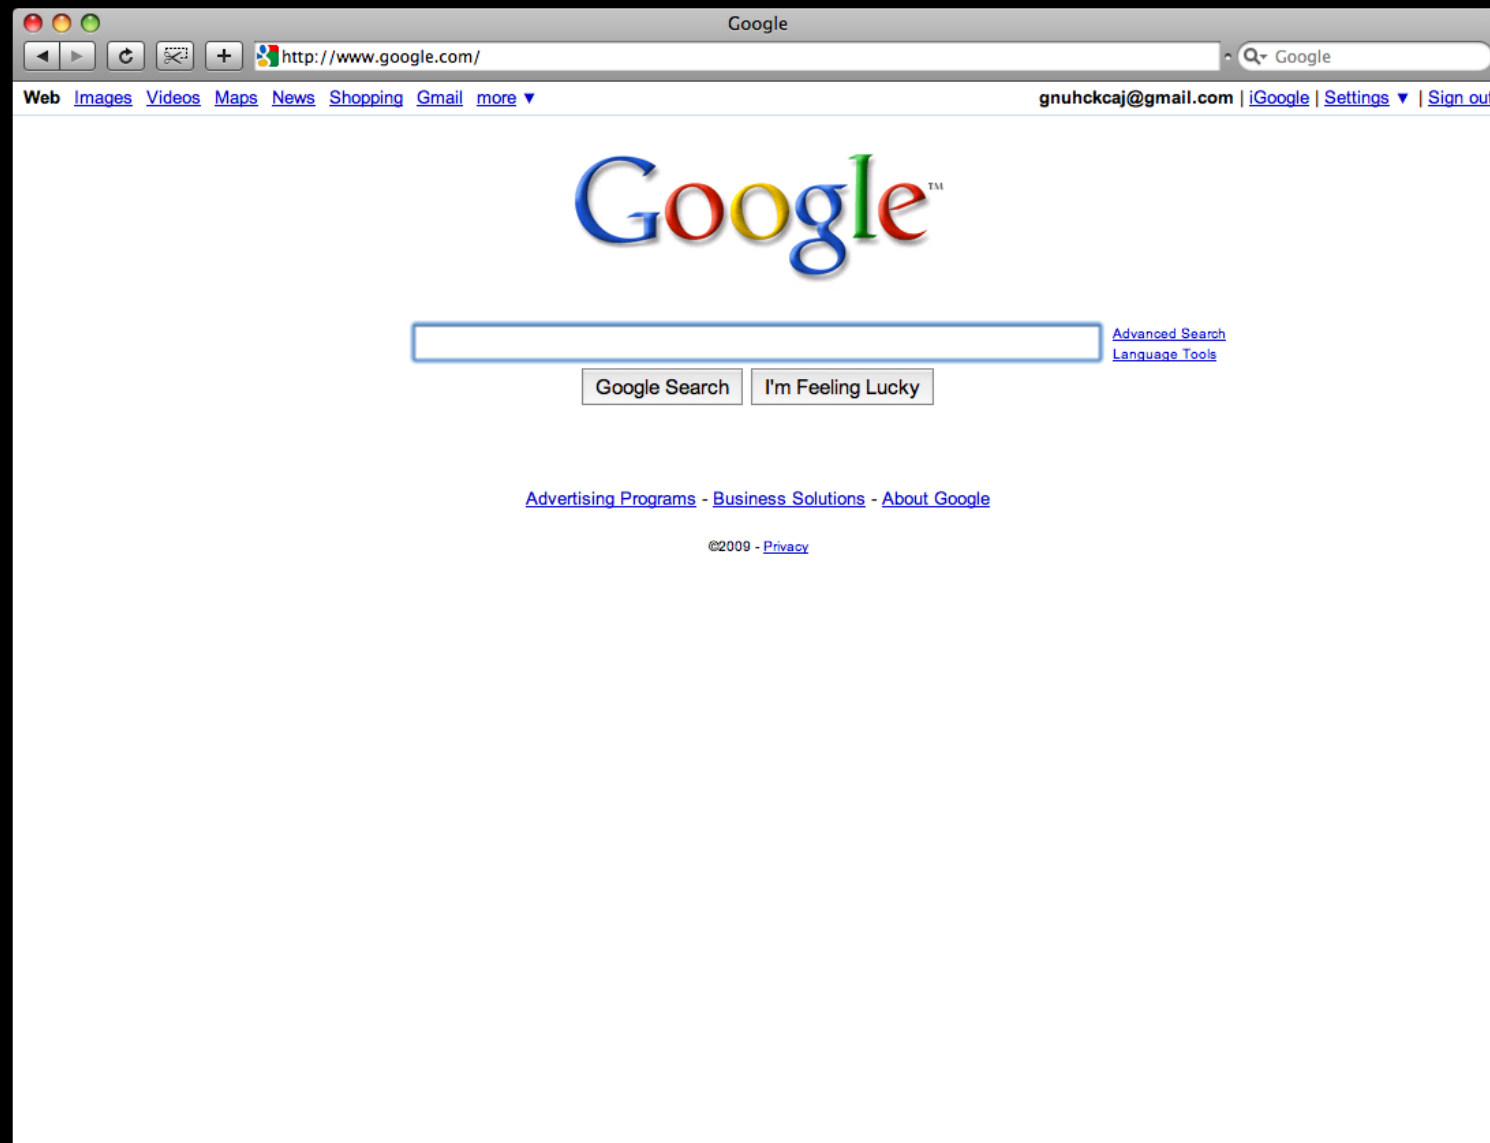 Google
http://www.google.com/ Google
Web Images Videos Maps News Shopping Gmail more ▼ gnuhckcaj@gmail.com | iGoogle | Settings ▼ | Sign out
Google™
Advanced Search
Language Tools
Google Search I'm Feeling Lucky
Advertising Programs - Business Solutions - About Google
©2009 - Privacy